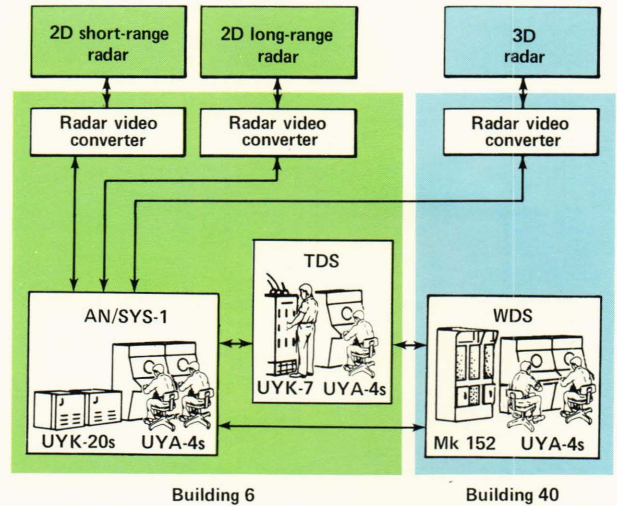 2D short-range
radar
2D long-range
radar
3D
radar
Radar video
converter
Radar video
converter
Radar video
converter
TDS
UYK-7 UYA-4s
AN/SYS-1
UYK-20s UYA-4s
WDS
Mk 152 UYA-4s
Building 6
Building 40